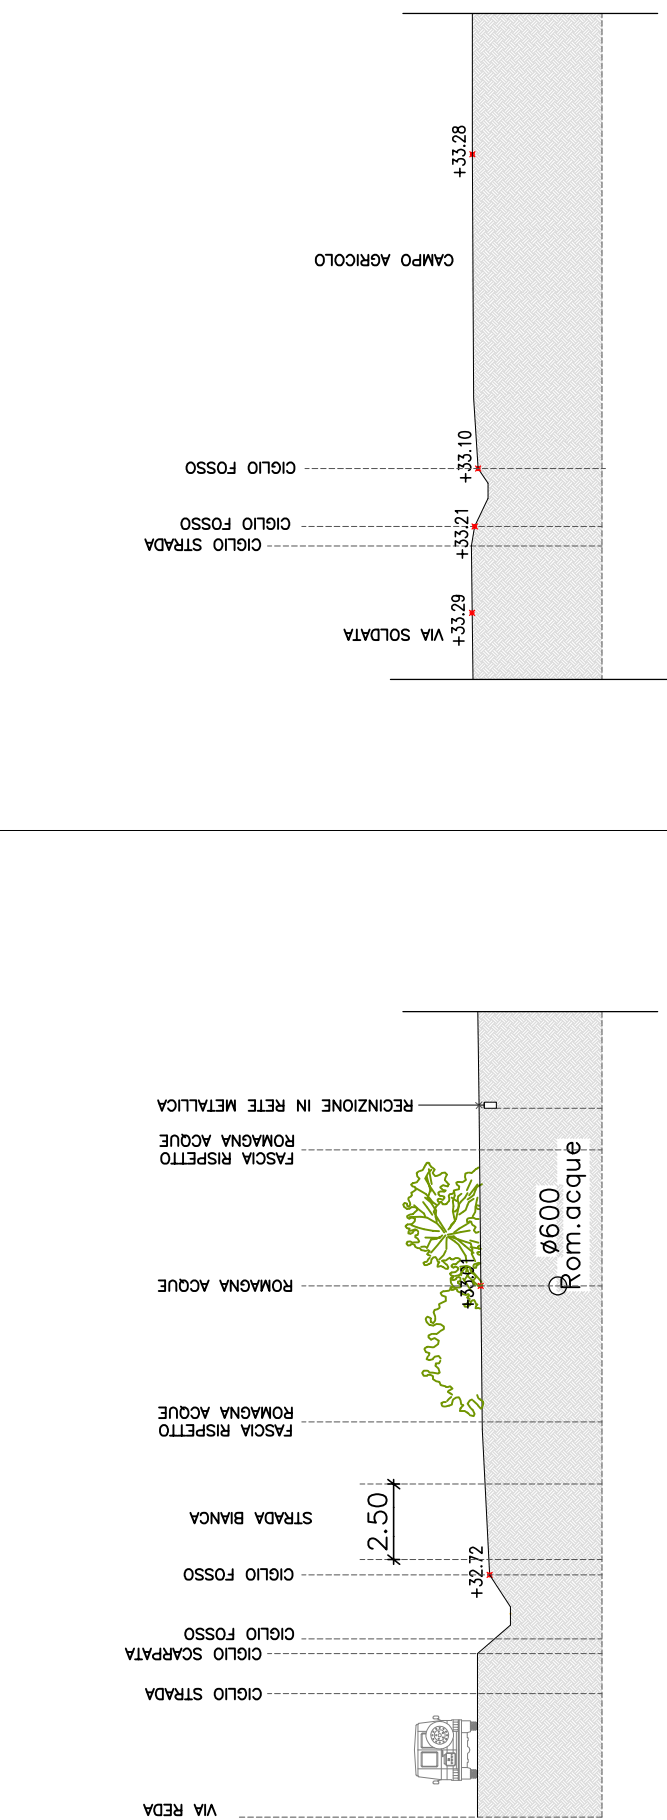 +33.28
CAMPO AGRICOLO
+33.10
CIGLIO FOSSO
+33.21
CIGLIO FOSSO
CIGLIO STRADA
+33.29
VIA SOLDATA
RECINZIONE IN RETE METALLICA
FASCIA RISPETTO
ROMAGNA ACQUE
ø600
Rom.acque
ROMAGNA ACQUE
+33.01
FASCIA RISPETTO
ROMAGNA ACQUE
2.50
STRADA BIANCA
+32.72
CIGLIO FOSSO
CIGLIO FOSSO
CIGLIO SCARPATA
CIGLIO STRADA
VIA REDA